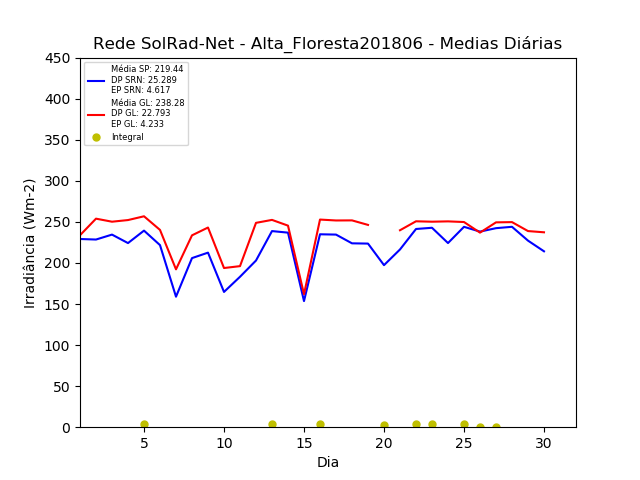 Rede SolRad-Net - Alta_Floresta201806 - Medias Diárias
Média SP: 219.44
DP SRN: 25.289
EP SRN: 4.617
Média GL: 238.28
DP GL: 22.793
EP GL: 4.233
Integral
450
400
350
300
250
200
150
100
50
0
Irradiância (Wm-2)
5
10
15
20
25
30
Dia